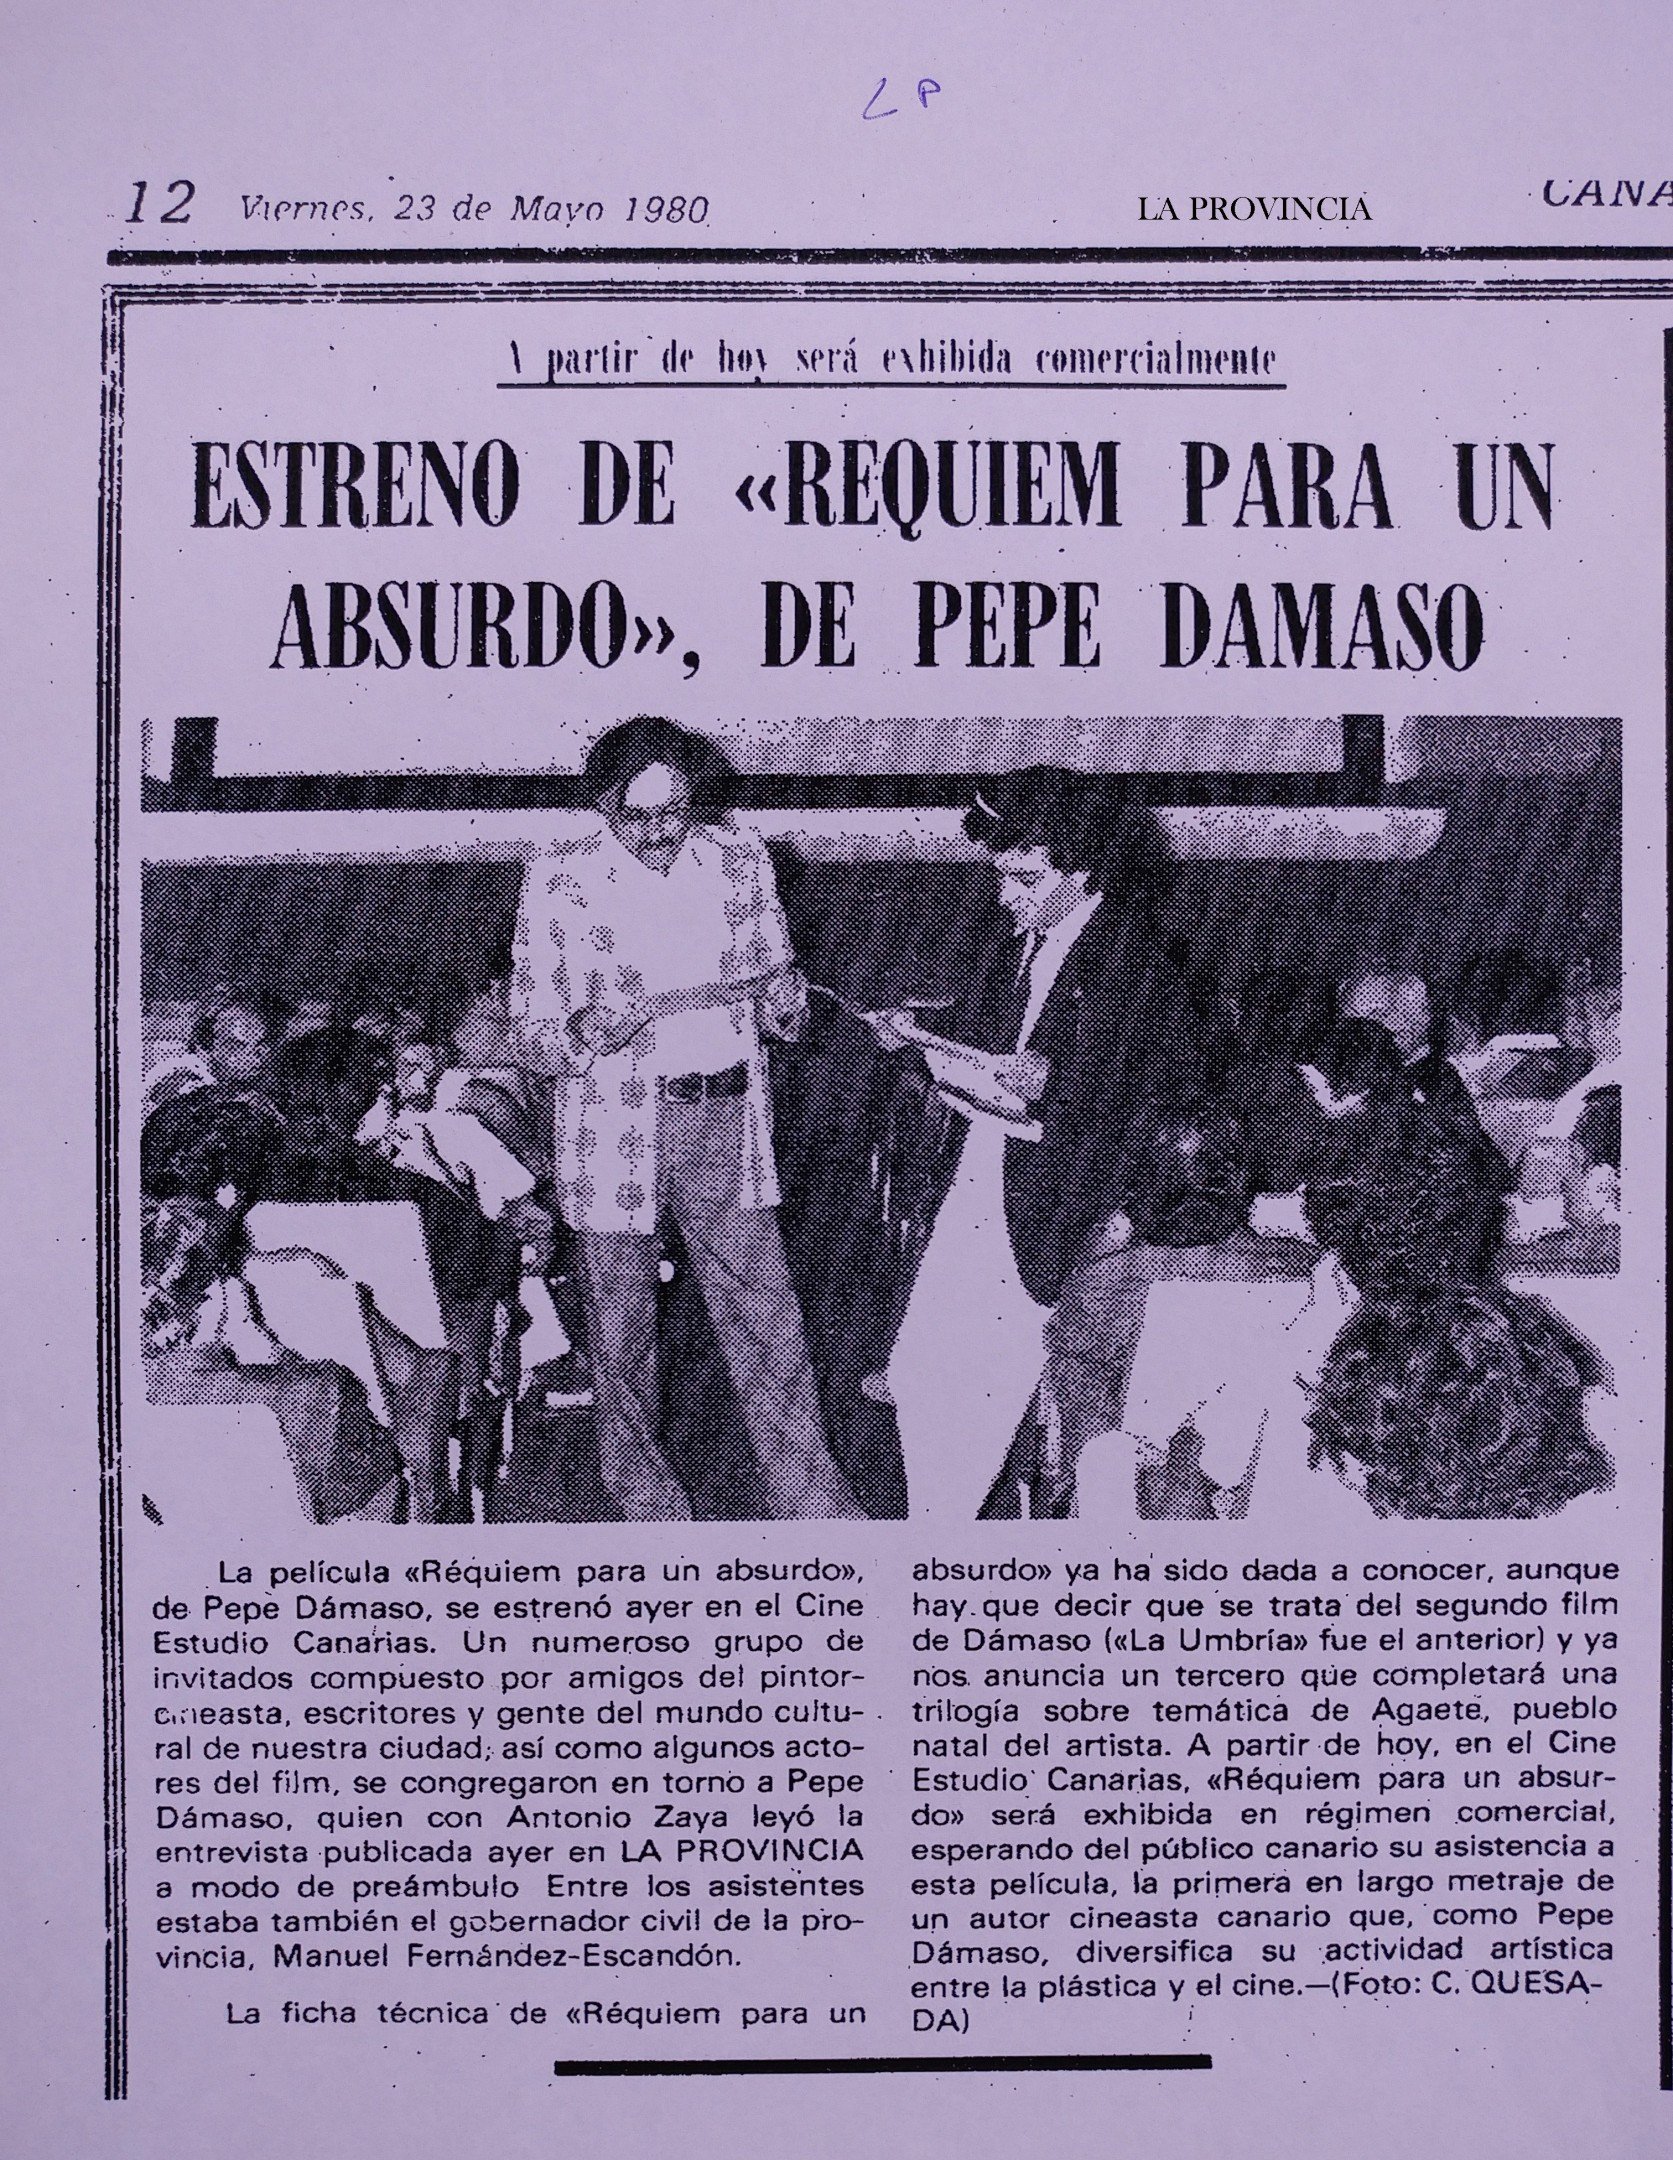 LP
12 Viernes, 23 de Mayo 1980
LA PROVINCIA
CANA
A partir de hoy será exhibida comercialmente
ESTRENO DE «REQUIEM PARA UN
ABSURDO», DE PEPE DAMASO
La película «Réquiem para un absurdo»,
de Pepe Dámaso, se estrenó ayer en el Cine
Estudio Canarias. Un numeroso grupo de
invitados compuesto por amigos del pintor-
cineasta, escritores y gente del mundo cultu-
ral de nuestra ciudad, así como algunos acto-
res del film, se congregaron en torno a Pepe
Dámaso, quien con Antonio Zaya leyó la
entrevista publicada ayer en LA PROVINCIA
a modo de preámbulo Entre los asistentes
estaba también el gobernador civil de la pro-
vincia, Manuel Fernández-Escandón.
La ficha técnica de «Réquiem para un
absurdo» ya ha sido dada a conocer, aunque
hay que decir que se trata del segundo film
de Dámaso («La Umbría» fue el anterior) y ya
nos anuncia un tercero que completará una
trilogía sobre temática de Agaete, pueblo
natal del artista. A partir de hoy, en el Cine
Estudio Canarias, «Réquiem para un absur-
do» será exhibida en régimen comercial,
esperando del público canario su asistencia a
esta película, la primera en largo metraje de
un autor cineasta canario que, como Pepe
Dámaso, diversifica su actividad artística
entre la plástica y el cine.—(Foto: C. QUESA-
DA)